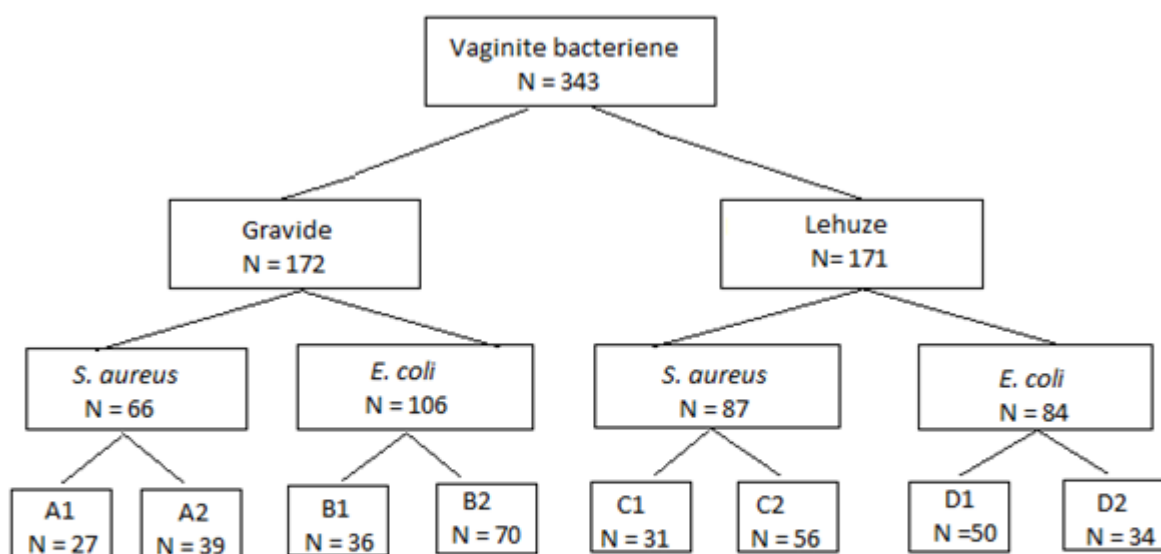 Vaginite bacteriene
N = 343
Gravide
N = 172
Lehuze
N= 171
S. aureus
N = 66
E. coli
N = 106
S. aureus
N = 87
E. coli
N = 84
A1
N = 27
A2
N = 39
B1
N = 36
B2
N = 70
C1
N = 31
C2
N = 56
D1
N =50
D2
N = 34